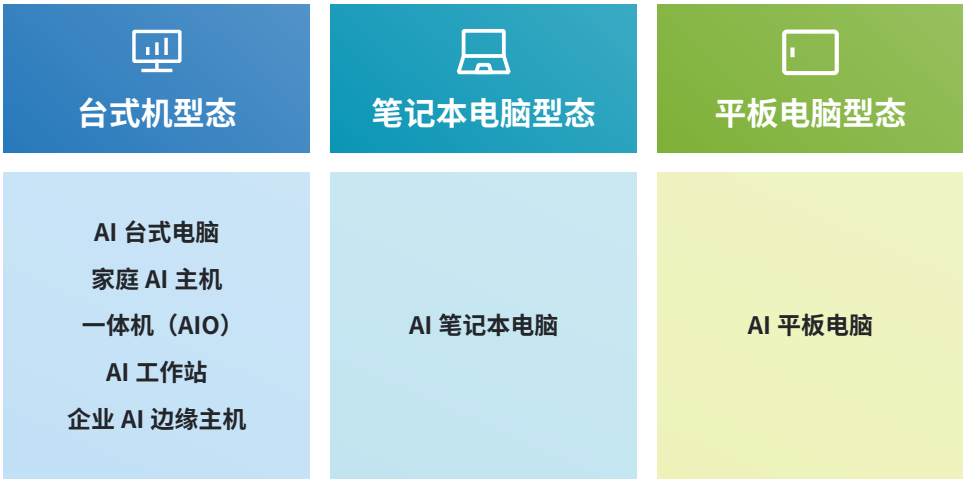 台式机型态
笔记本电脑型态
平板电脑型态
AI 台式电脑
家庭 AI 主机
一体机（AIO）
AI 工作站
企业 AI 边缘主机
AI 笔记本电脑
AI 平板电脑